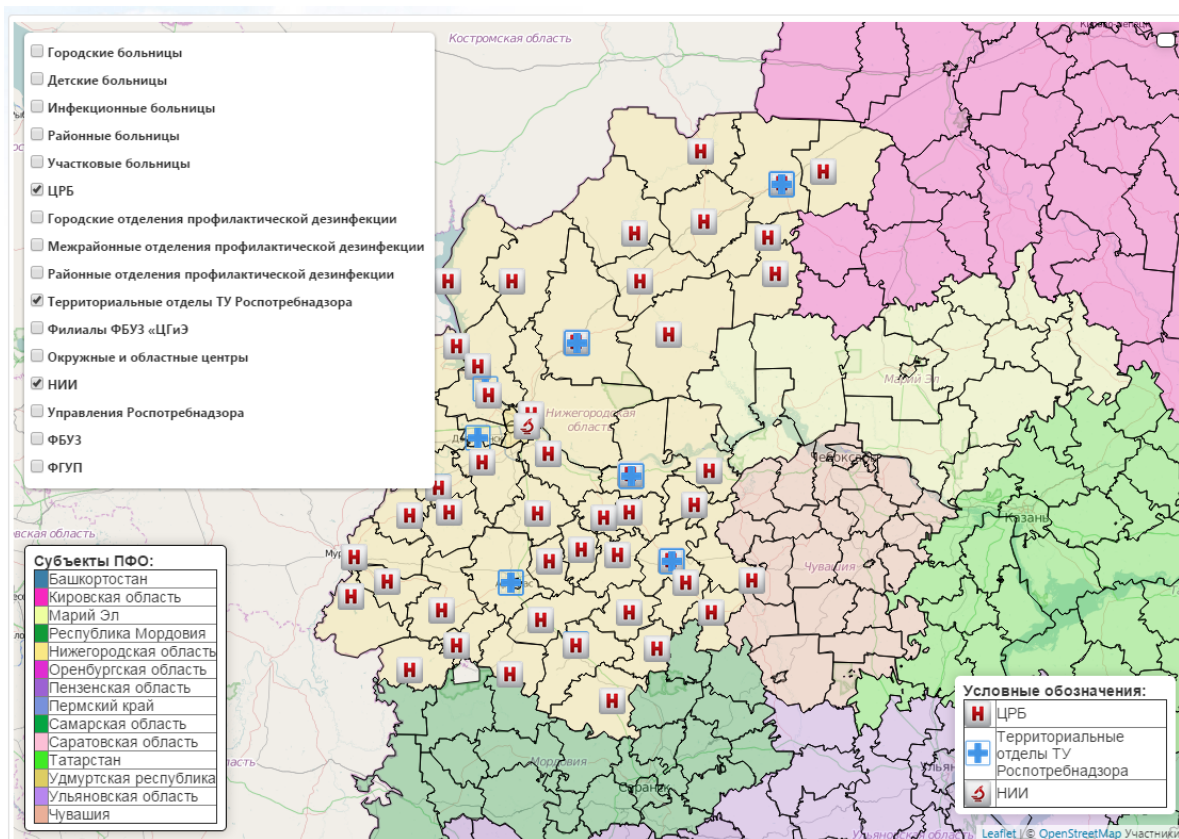 Костромская область
Городские больницы
Детские больницы
Инфекционные больницы
Районные больницы
Участковые больницы
ЦРБ
Городские отделения профилактической дезинфекции
Межрайонные отделения профилактической дезинфекции
Районные отделения профилактической дезинфекции
Территориальные отделы ТУ Роспотребнадзора
Филиалы ФБУЗ «ЦГиЭ
Окружные и областные центры
НИИ
Управления Роспотребнадзора
ФБУЗ
ФГУП
Марий Эл
Нижегородская
область
Казань
Чувашия
Мордовия
Субъекты ПФО:
Башкортостан
Кировская область
Марий Эл
Республика Мордовия
Нижегородская область
Оренбургская область
Пензенская область
Пермский край
Самарская область
Саратовская область
Татарстан
Удмуртская республика
Ульяновская область
Чувашия
Условные обозначения:
ЦРБ
Территориальные
отделы ТУ
Роспотребнадзора
НИИ
Leaflet | © OpenStreetMap Участники